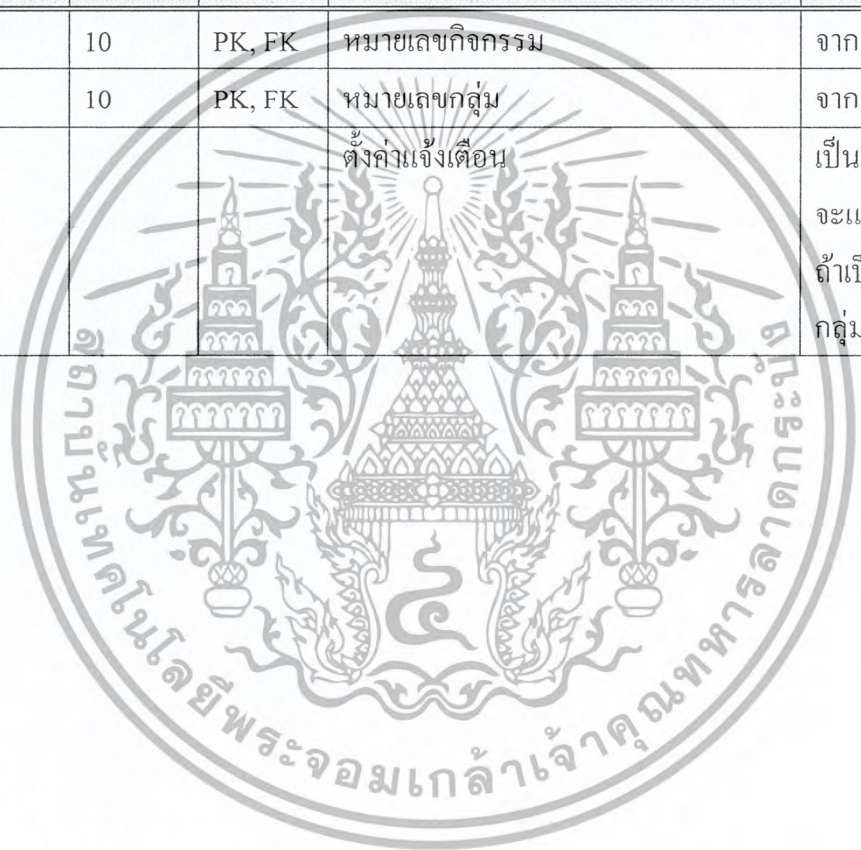 10 PK, FK หมายเลขกิจกรรม จาก
10 PK, FK หมายเลขกลุ่ม จาก
ตั้งค่าแจ้งเตือน เป็น
จะแ
ถ้าเป็
กลุ่ม
สถาบันเทคโนโลยีพระจอมเกล้าเจ้าคุณทหารลาดกระบัง
๔